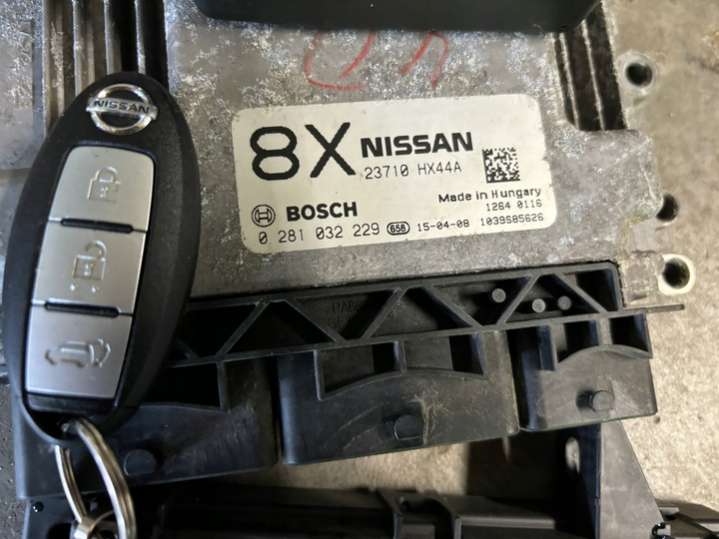 NISSAN
8X NISSAN
23710 HX44A
Made in Hungary
BOSCH
1264 0116
0 281 032 229 658 15-04-08 1039S85626